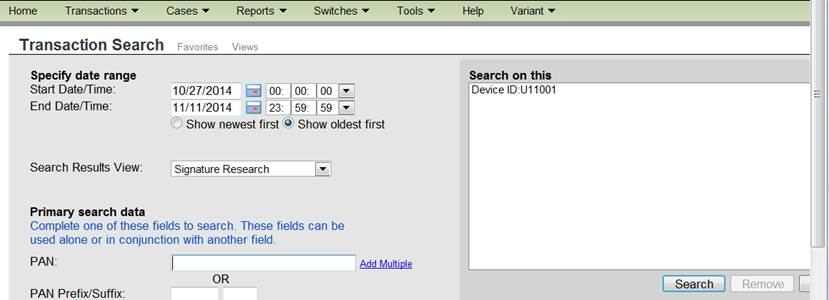 Home Transactions Cases Reports Switches Tools Help Variant
Transaction Search Favorites Views
Specify date range
Start Date/Time: 10/27/2014 00: 00: 00
End Date/Time: 11/11/2014 23: 59: 59
Show newest first Show oldest first
Search Results View: Signature Research
Primary search data
Complete one of these fields to search. These fields can be
used alone or in conjunction with another field.
PAN: Add Multiple
OR
PAN Prefix/Suffix:
Search on this
Device ID:U11001
Search Remove